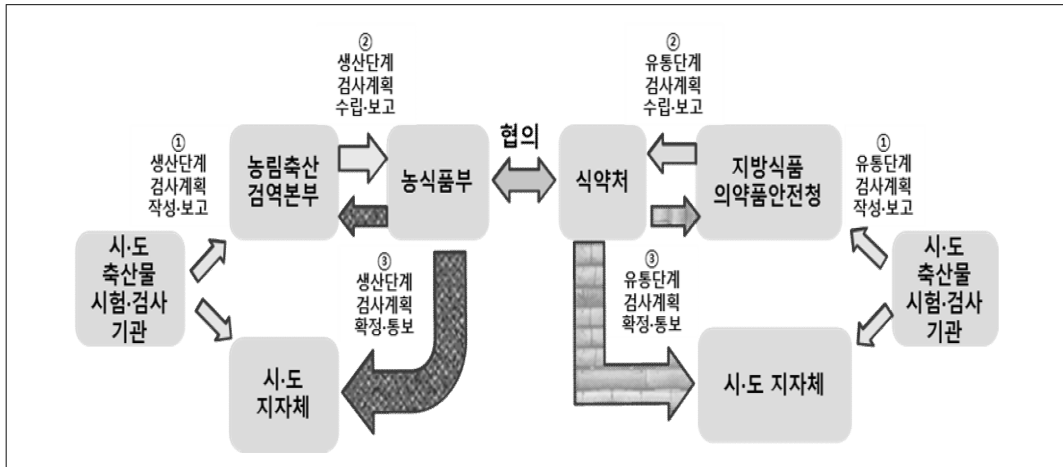 ②
생산단계
검사계획
수립·보고
②
유통단계
검사계획
수립·보고
①
생산단계
검사계획
작성·보고
농림축산
검역본부
농식품부
협의
식약처
지방식품
의약품안전청
①
유통단계
검사계획
작성·보고
시·도
축산물
시험·검사
기관
③
생산단계
검사계획
확정·통보
③
유통단계
검사계획
확정·통보
시·도
축산물
시험·검사
기관
시·도
지자체
시·도 지자체